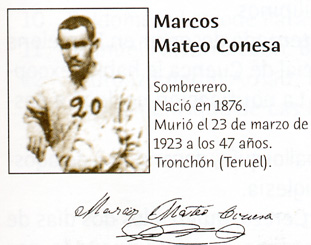 Marcos
Mateo Conesa
Sombrerero.
Nació en 1876.
Murió el 23 de marzo de
1923 a los 47 años.
Tronchón (Teruel).
20
Marcos Mateo Conesa